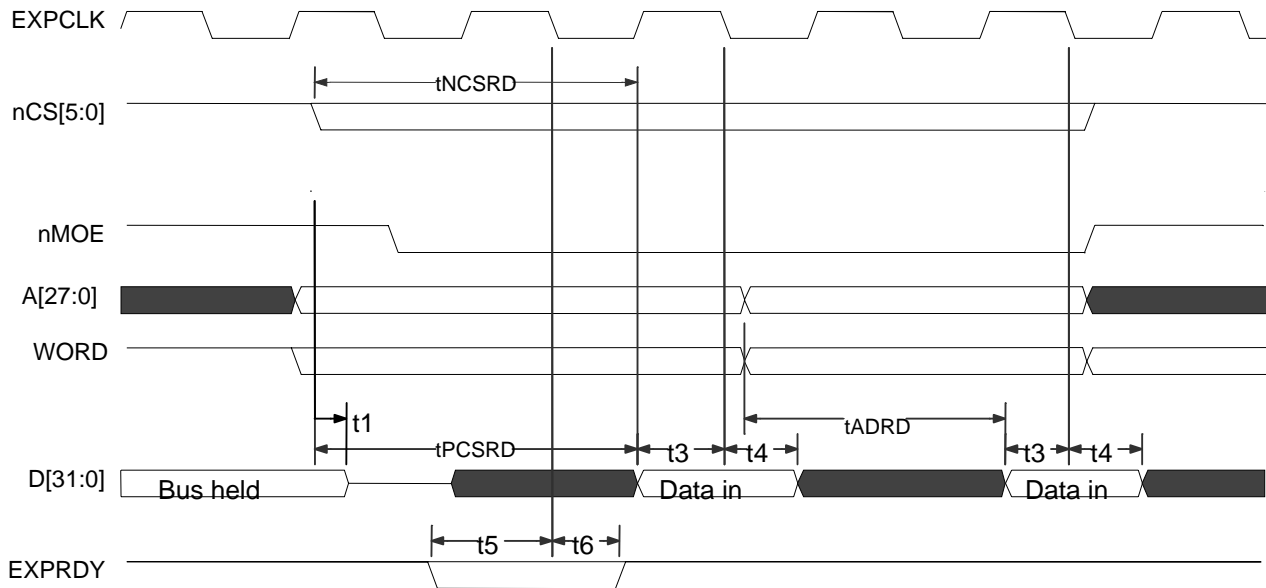 EXPCLK
tNCSRD
nCS[5:0]
nMOE
A[27:0]
WORD
t1
tADRD
tPCSRD
t3
t4
t3
t4
D[31:0]
Bus held
Data in
Data in
t5
t6
EXPRDY